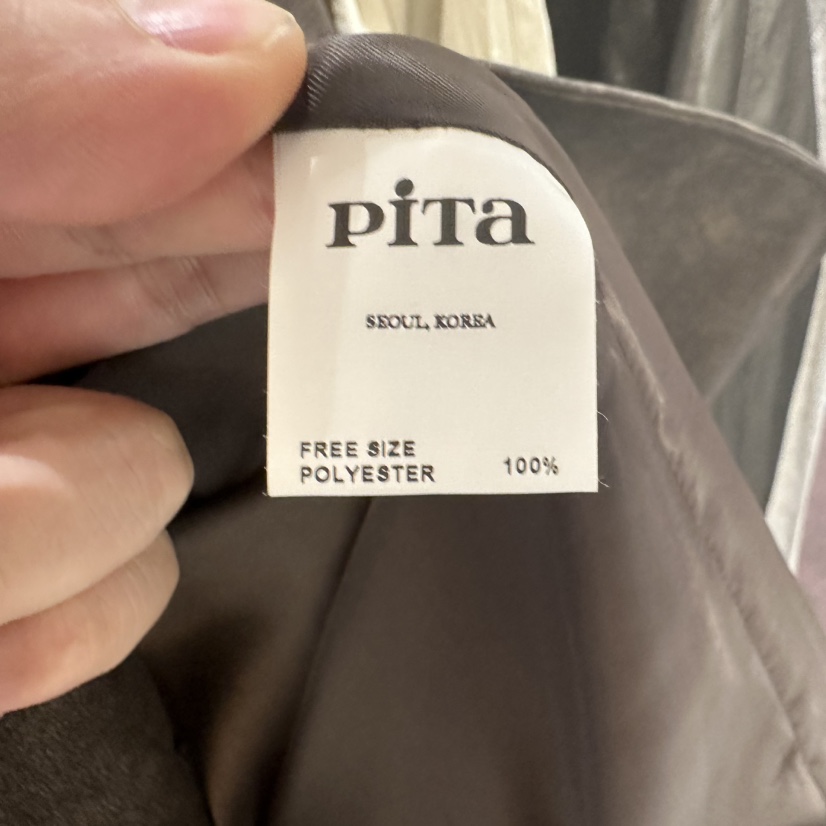 PiTa
SEOUL, KOREA
FREE SIZE
POLYESTER 100%